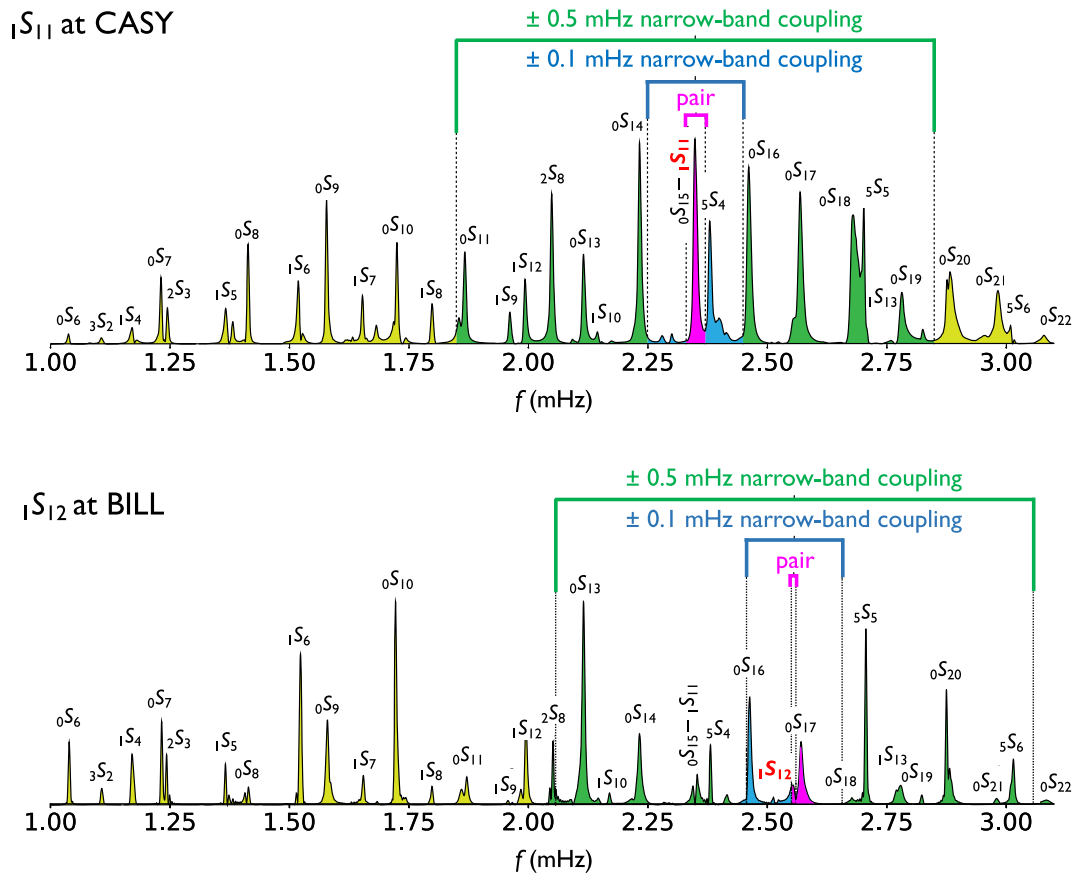 ₁S₁₁ at CASY
± 0.5 mHz narrow-band coupling
± 0.1 mHz narrow-band coupling
pair
₀S₆ ₃S₂ ₁S₄ ₀S₇ ₂S₃ ₁S₅ ₀S₈ ₁S₆ ₀S₉ ₁S₇ ₀S₁₀ ₁S₈ ₀S₁₁ ₁S₉ ₁S₁₂ ₂S₈ ₀S₁₃ ₁S₁₀ ₀S₁₄ ₀S₁₅–₁S₁₁ ₅S₄ ₀S₁₆ ₀S₁₇ ₀S₁₈ ₅S₅ ₁S₁₃ ₀S₁₉ ₀S₂₀ ₀S₂₁ ₅S₆ ₀S₂₂
1.00 1.25 1.50 1.75 2.00 2.25 2.50 2.75 3.00
f (mHz)
₁S₁₂ at BILL
± 0.5 mHz narrow-band coupling
± 0.1 mHz narrow-band coupling
pair
₀S₆ ₃S₂ ₁S₄ ₀S₇ ₂S₃ ₁S₅ ₀S₈ ₁S₆ ₀S₉ ₁S₇ ₀S₁₀ ₁S₈ ₀S₁₁ ₁S₉ ₁S₁₂ ₂S₈ ₀S₁₃ ₁S₁₀ ₀S₁₄ ₀S₁₅–₁S₁₁ ₅S₄ ₀S₁₆ ₁S₁₂ ₀S₁₇ ₀S₁₈ ₅S₅ ₁S₁₃ ₀S₁₉ ₀S₂₀ ₀S₂₁ ₅S₆ ₀S₂₂
1.00 1.25 1.50 1.75 2.00 2.25 2.50 2.75 3.00
f (mHz)